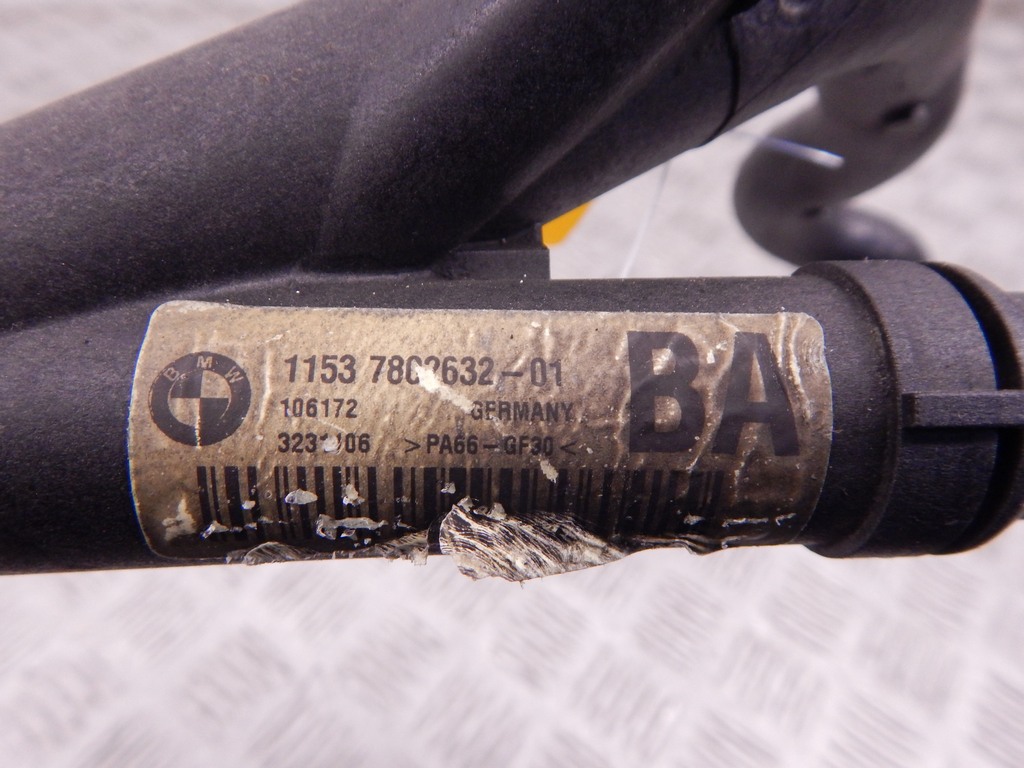 BMW
1153 7802632-01
106172 GERMANY
>PA66-GF30<
BA